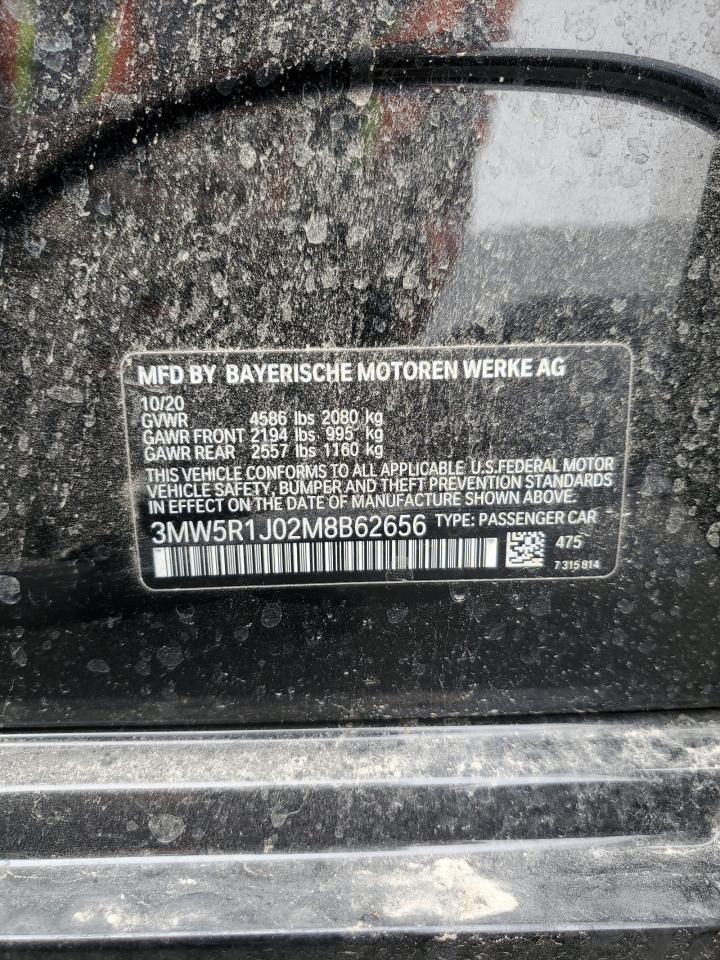 MFD BY BAYERISCHE MOTOREN WERKE AG
10/20
GVWR 4586 lbs 2080 kg
GAWR FRONT 2194 lbs 995 kg
GAWR REAR 2557 lbs 1160 kg
THIS VEHICLE CONFORMS TO ALL APPLICABLE U.S.FEDERAL MOTOR
VEHICLE SAFETY, BUMPER AND THEFT PREVENTION STANDARDS
IN EFFECT ON THE DATE OF MANUFACTURE SHOWN ABOVE.
3MW5R1J02M8B62656 TYPE: PASSENGER CAR
475
7 315 814